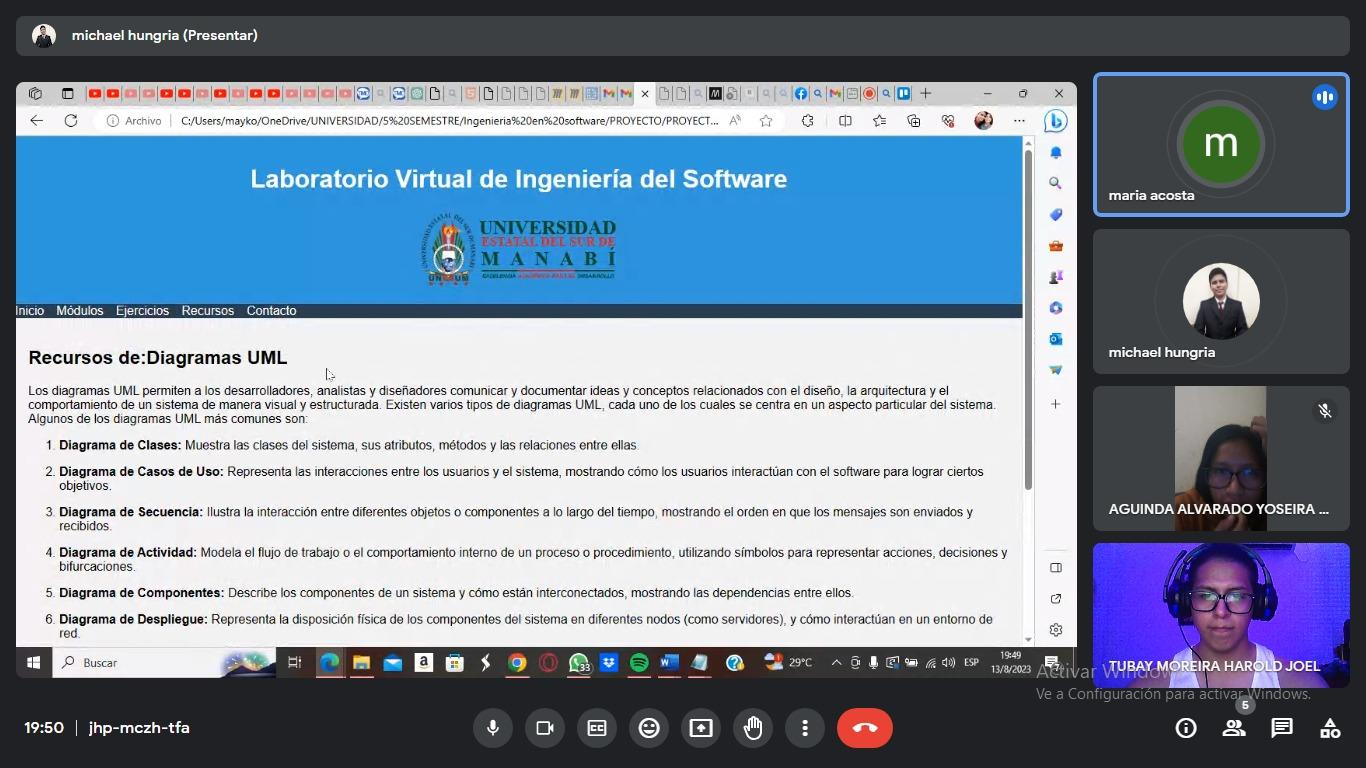 michael hungria (Presentar)
Archivo
C:/Users/mayko/OneDrive/UNIVERSIDAD/5%20SEMESTRE/Ingenieria%20en%20software/PROYECTO/PROYECT...
Laboratorio Virtual de Ingeniería del Software
UNIVERSIDAD
ESTATAL DEL SUR DE
MANABÍ
Inicio Módulos Ejercicios Recursos Contacto
Recursos de:Diagramas UML
Los diagramas UML permiten a los desarrolladores, analistas y diseñadores comunicar y documentar ideas y conceptos relacionados con el diseño, la arquitectura y el
comportamiento de un sistema de manera visual y estructurada. Existen varios tipos de diagramas UML, cada uno de los cuales se centra en un aspecto particular del sistema.
Algunos de los diagramas UML más comunes son:
1. Diagrama de Clases: Muestra las clases del sistema, sus atributos, métodos y las relaciones entre ellas.
2. Diagrama de Casos de Uso: Representa las interacciones entre los usuarios y el sistema, mostrando cómo los usuarios interactúan con el software para lograr ciertos
objetivos.
3. Diagrama de Secuencia: Ilustra la interacción entre diferentes objetos o componentes a lo largo del tiempo, mostrando el orden en que los mensajes son enviados y
recibidos.
4. Diagrama de Actividad: Modela el flujo de trabajo o el comportamiento interno de un proceso o procedimiento, utilizando símbolos para representar acciones, decisiones y
bifurcaciones.
5. Diagrama de Componentes: Describe los componentes de un sistema y cómo están interconectados, mostrando las dependencias entre ellos.
6. Diagrama de Despliegue: Representa la disposición física de los componentes del sistema en diferentes nodos (como servidores), y cómo interactúan en un entorno de
red.
Buscar
33
29°C
ESP
19:49
13/8/2023
m
maria acosta
michael hungria
AGUINDA ALVARADO YOSEIRA ...
TUBAY MOREIRA HAROLD JOEL
Activar Windows
Ve a Configuración para activar Windows.
19:50 | jhp-mczh-tfa
5